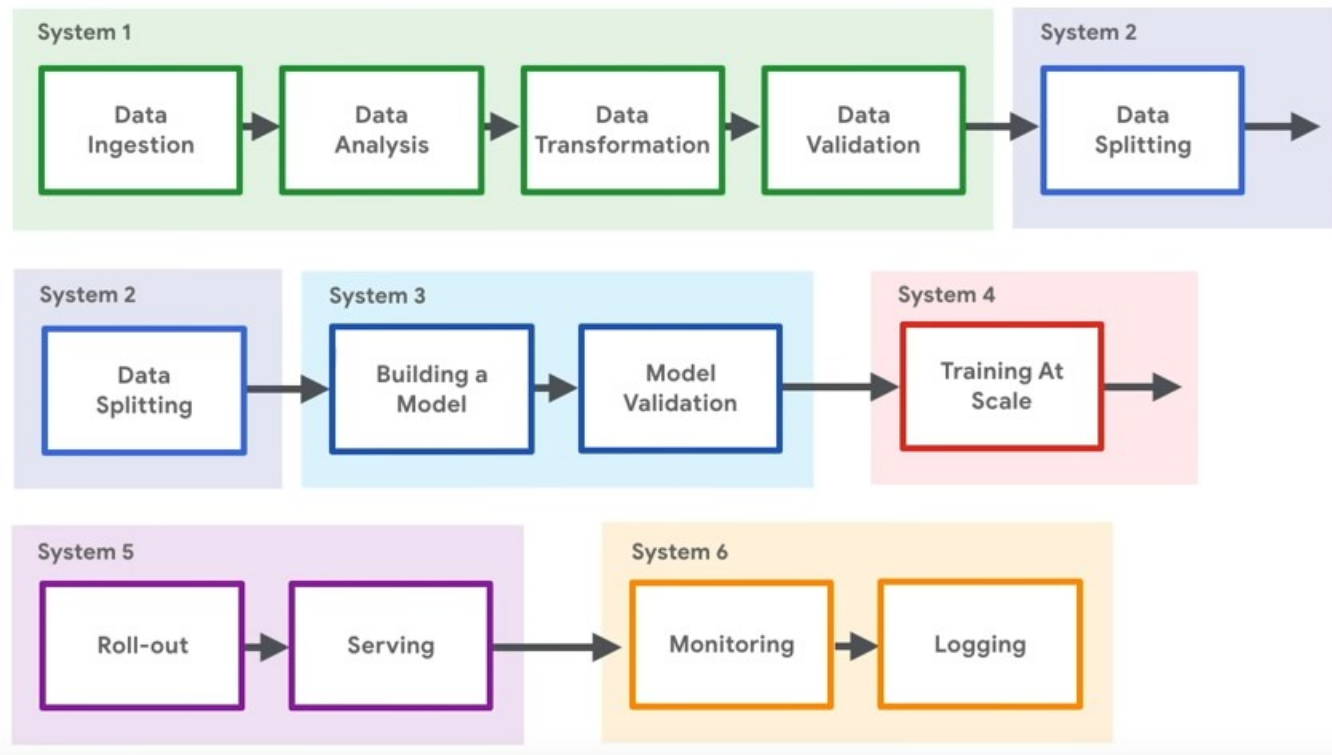 System 1
System 2
Data
Ingestion
Data
Analysis
Data
Transformation
Data
Validation
Data
Splitting
System 2
System 3
System 4
Data
Splitting
Building a
Model
Model
Validation
Training At
Scale
System 5
System 6
Roll-out
Serving
Monitoring
Logging